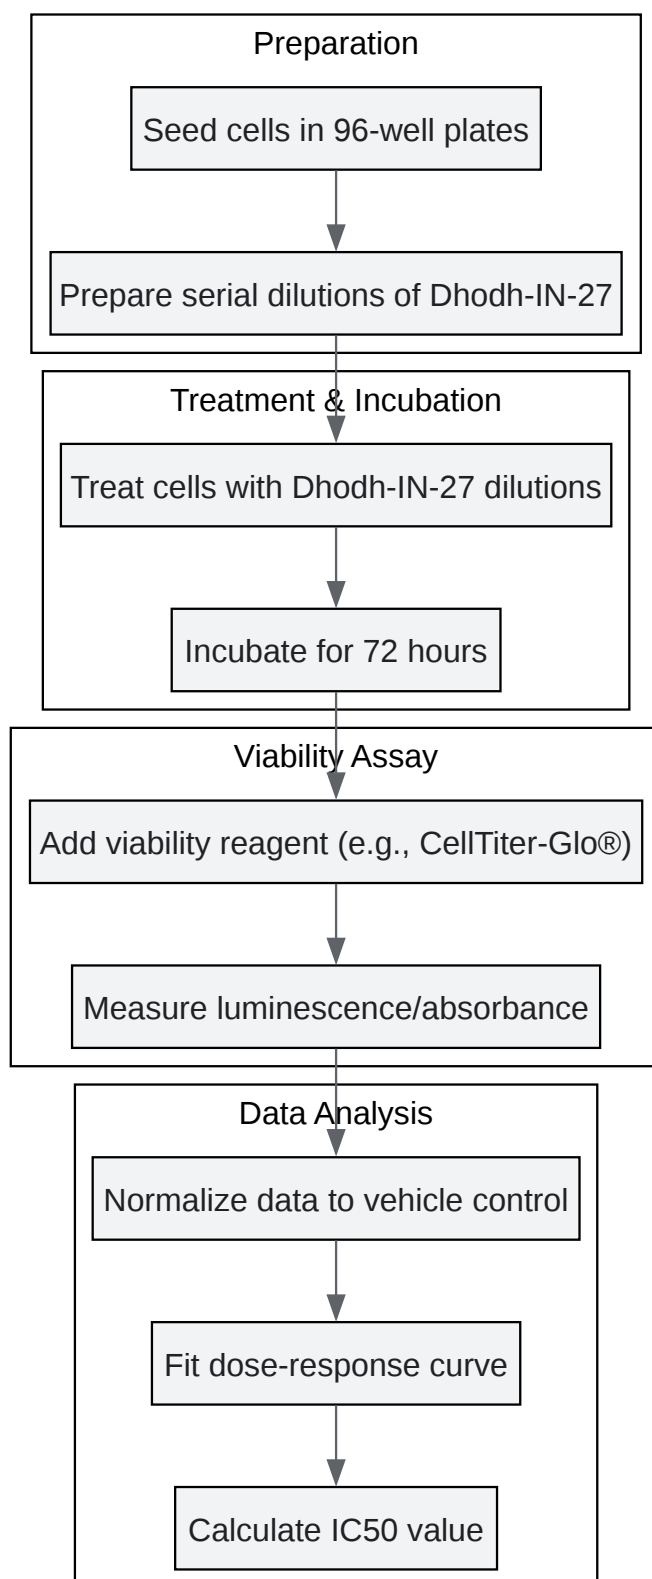 Preparation
Seed cells in 96-well plates
Prepare serial dilutions of Dhodh-IN-27
Treatment & Incubation
Treat cells with Dhodh-IN-27 dilutions
Incubate for 72 hours
Viability Assay
Add viability reagent (e.g., CellTiter-Glo®)
Measure luminescence/absorbance
Data Analysis
Normalize data to vehicle control
Fit dose-response curve
Calculate IC50 value